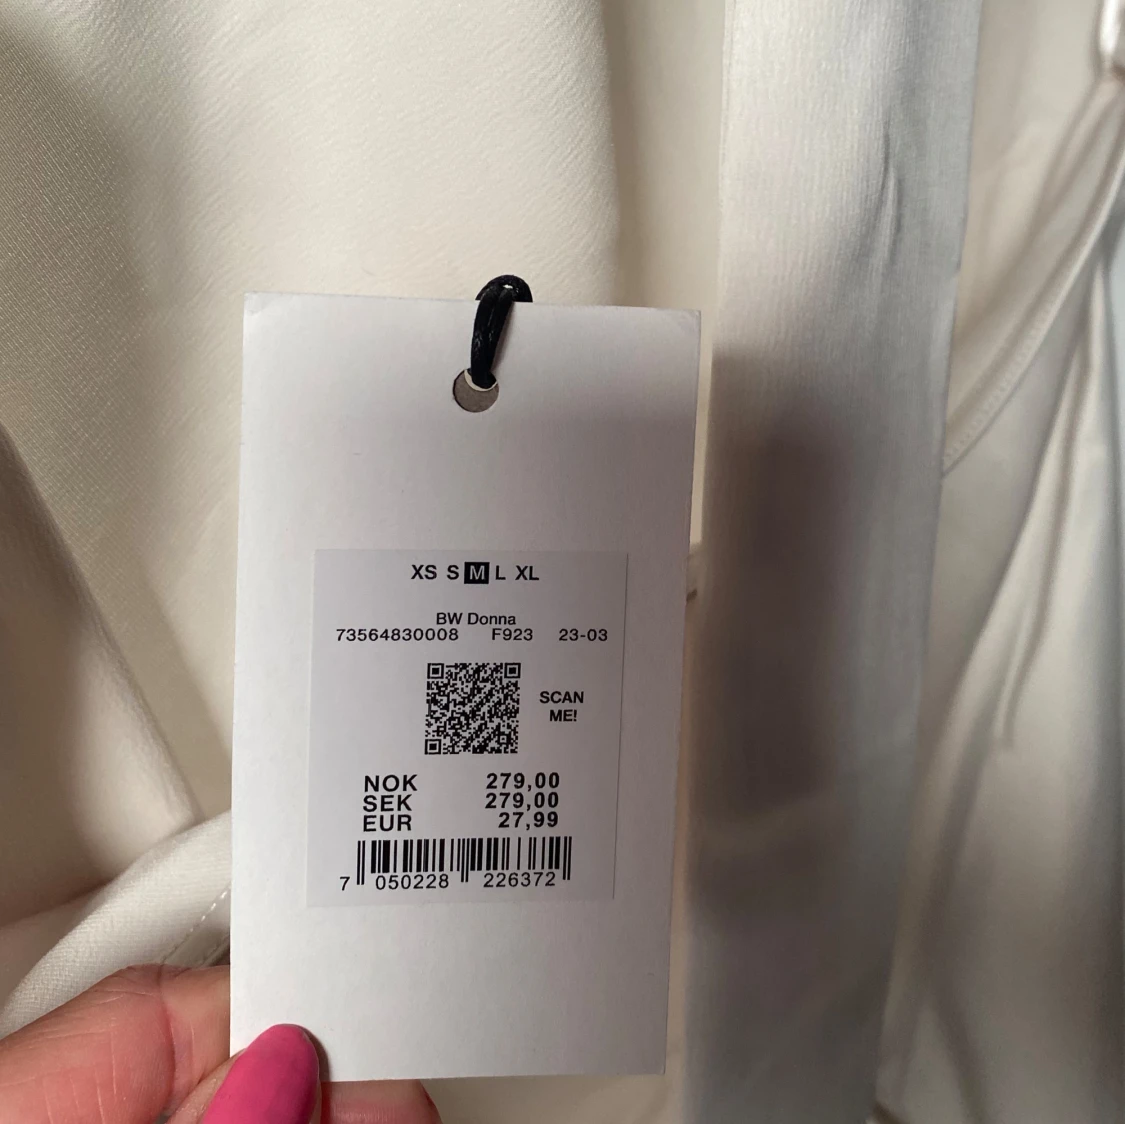 XS S M L XL
BW Donna
73564830008 F923 23-03
SCAN
ME!
NOK 279,00
SEK 279,00
EUR 27,99
7 050228 226372